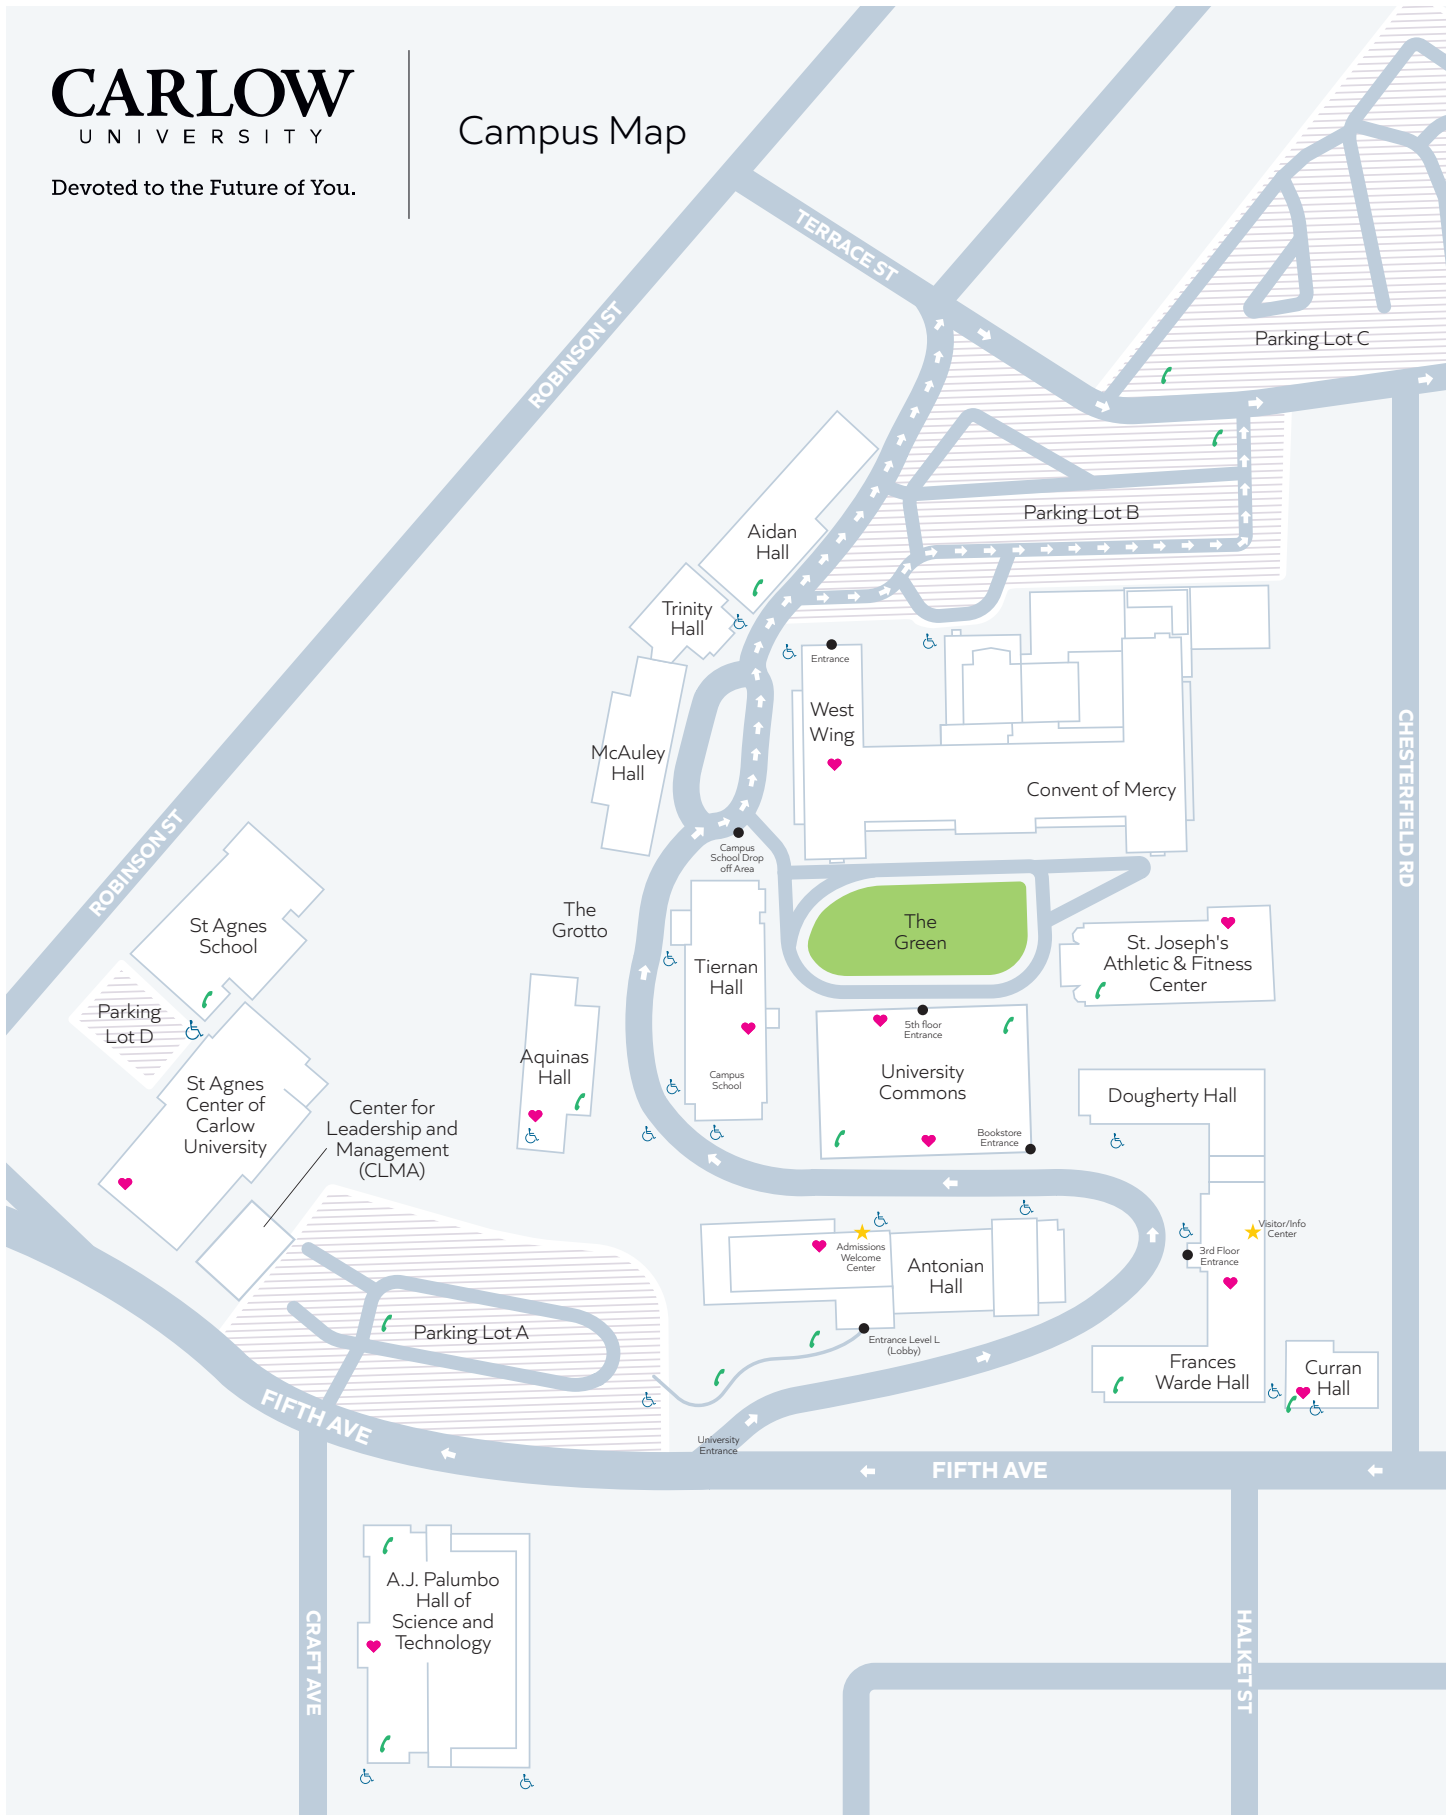 CARLOW
UNIVERSITY
Devoted to the Future of You.
Campus Map
TERRACE ST
ROBINSON ST
Parking Lot C
Parking Lot B
Aidan
Hall
Trinity
Hall
Entrance
West
Wing
McAuley
Hall
Convent of Mercy
CHESTERFIELD RD
ROBINSON ST
Campus
School Drop
off Area
The
Grotto
The
Green
St Agnes
School
St. Joseph's
Athletic & Fitness
Center
Tiernan
Hall
Parking
Lot D
5th floor
Entrance
Aquinas
Hall
Campus
School
University
Commons
St Agnes
Center of
Carlow
University
Dougherty Hall
Center for
Leadership and
Management
(CLMA)
Bookstore
Entrance
Visitor/Info
Center
Admissions
Welcome
Center
3rd Floor
Entrance
Antonian
Hall
Parking Lot A
Entrance Level L
(Lobby)
Frances
Warde Hall
Curran
Hall
FIFTH AVE
University
Entrance
FIFTH AVE
A.J. Palumbo
Hall of
Science and
Technology
CRAFT AVE
HALKET ST